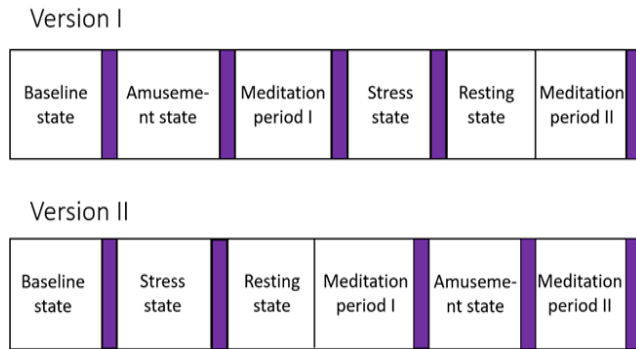 Version I
Baseline Amuseme- Meditation Stress Resting Meditation
state nt state period I state state period II
Version II
Baseline Stress Resting Meditation Amuseme- Meditation
state state state period I nt state period II